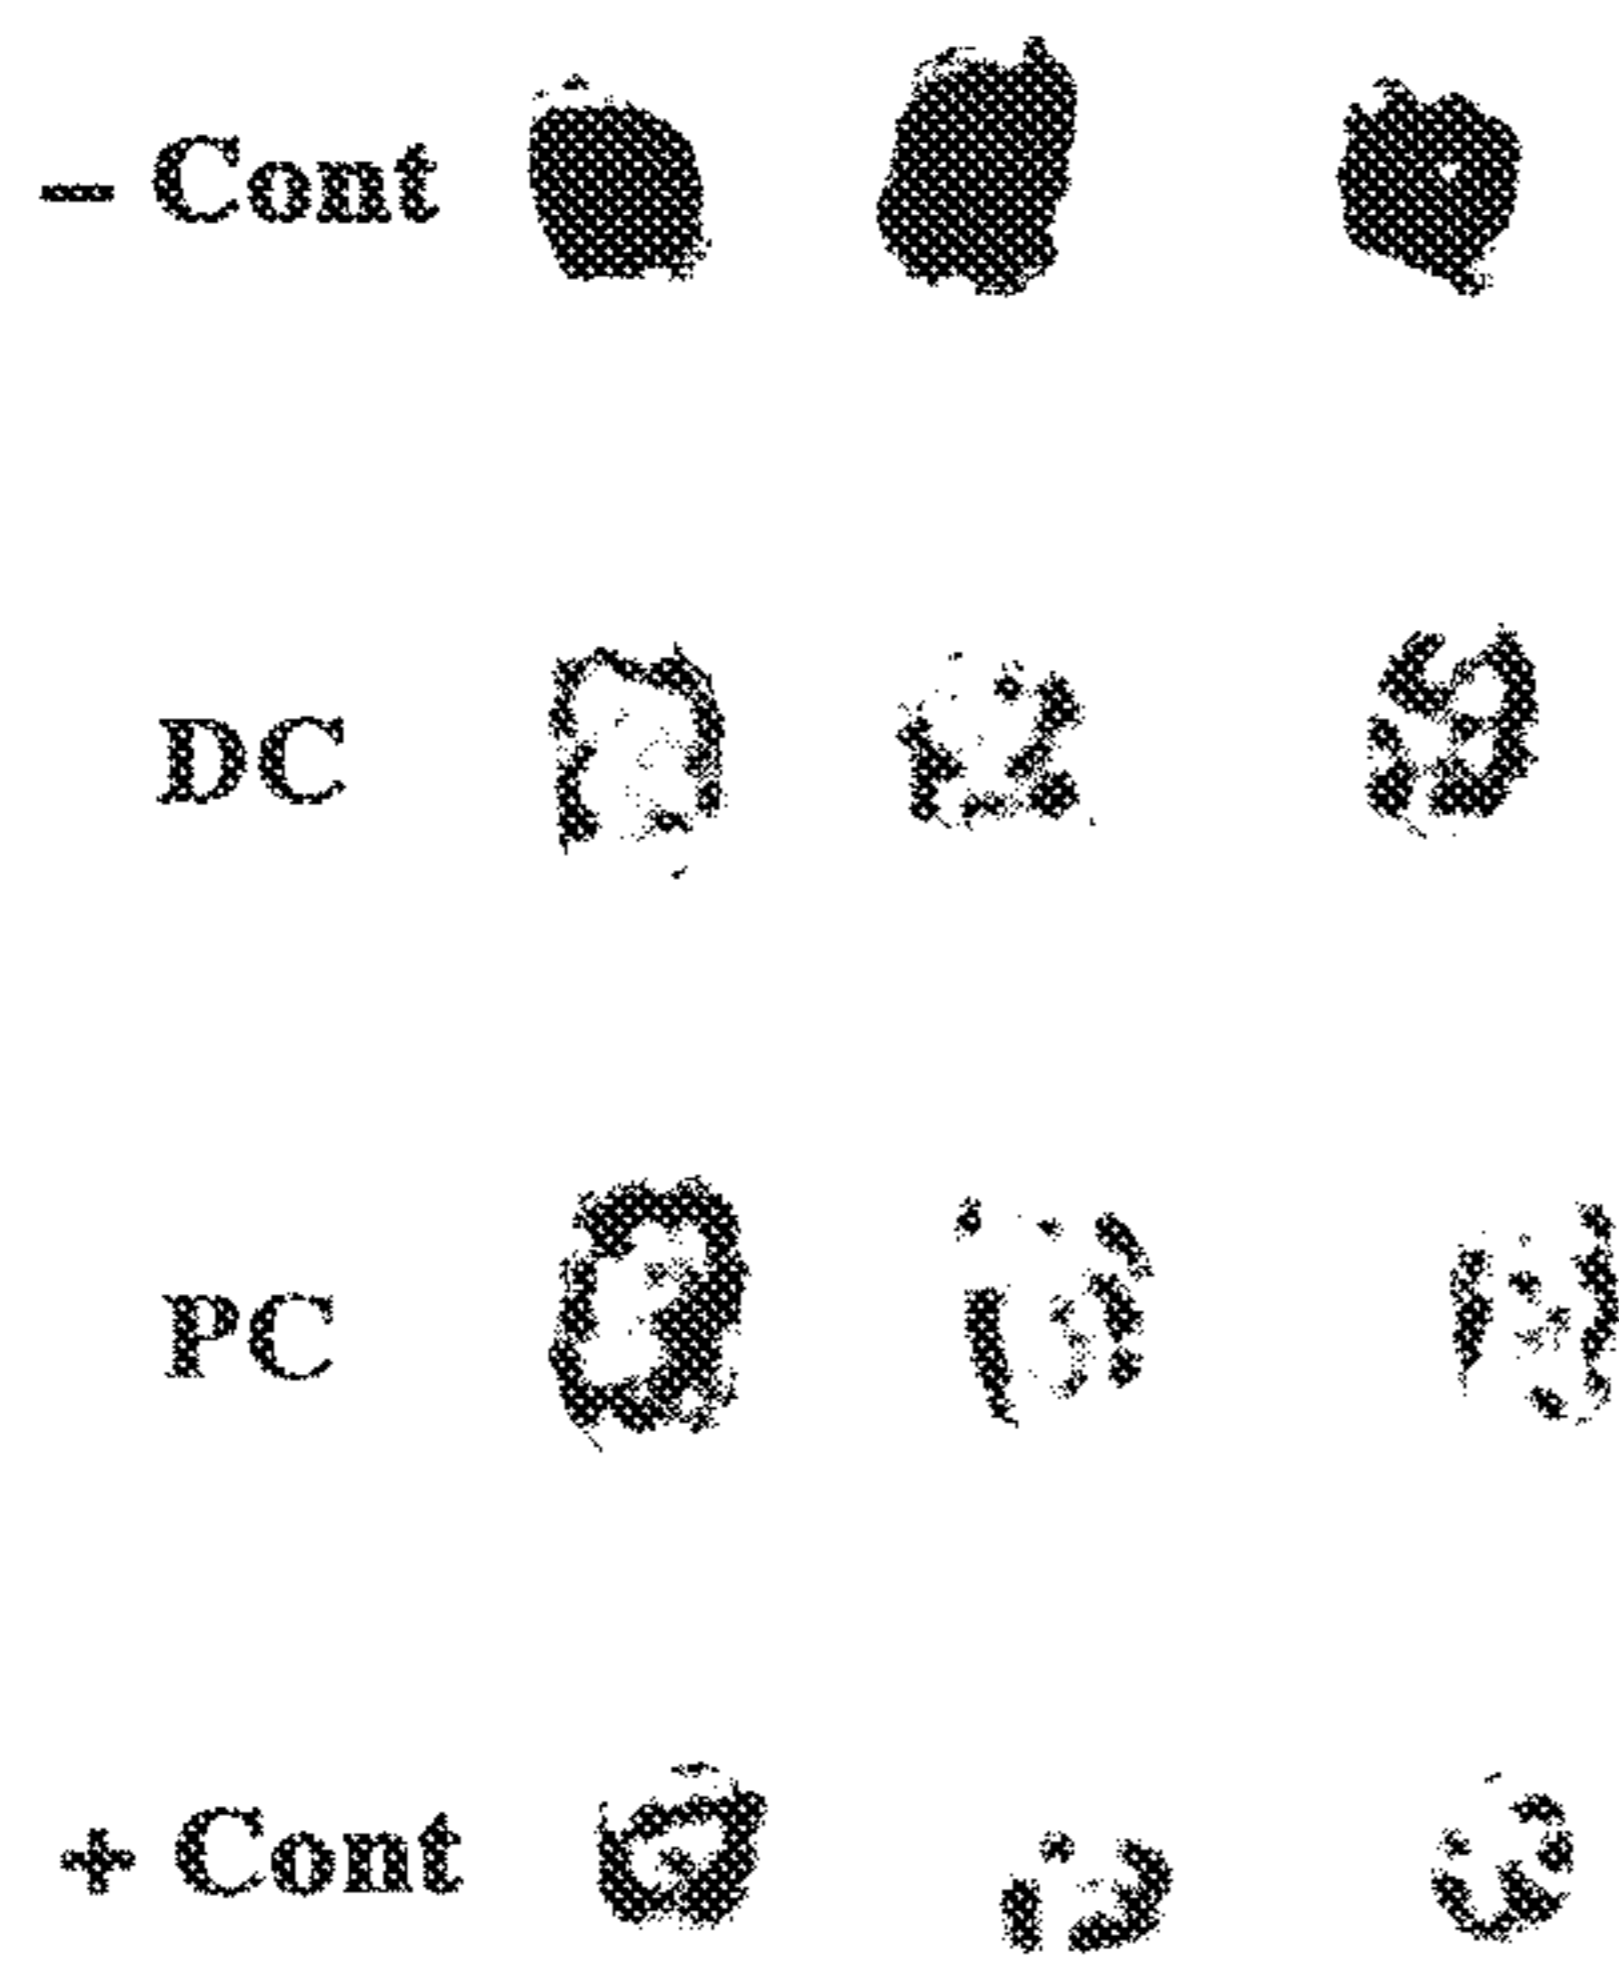 – Cont
DC
PC
+ Cont